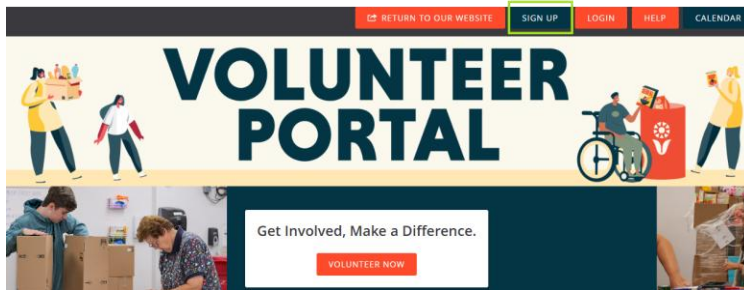 RETURN TO OUR WEBSITE SIGN UP LOGIN HELP CALENDAR
VOLUNTEER
PORTAL
Get Involved, Make a Difference.
VOLUNTEER NOW